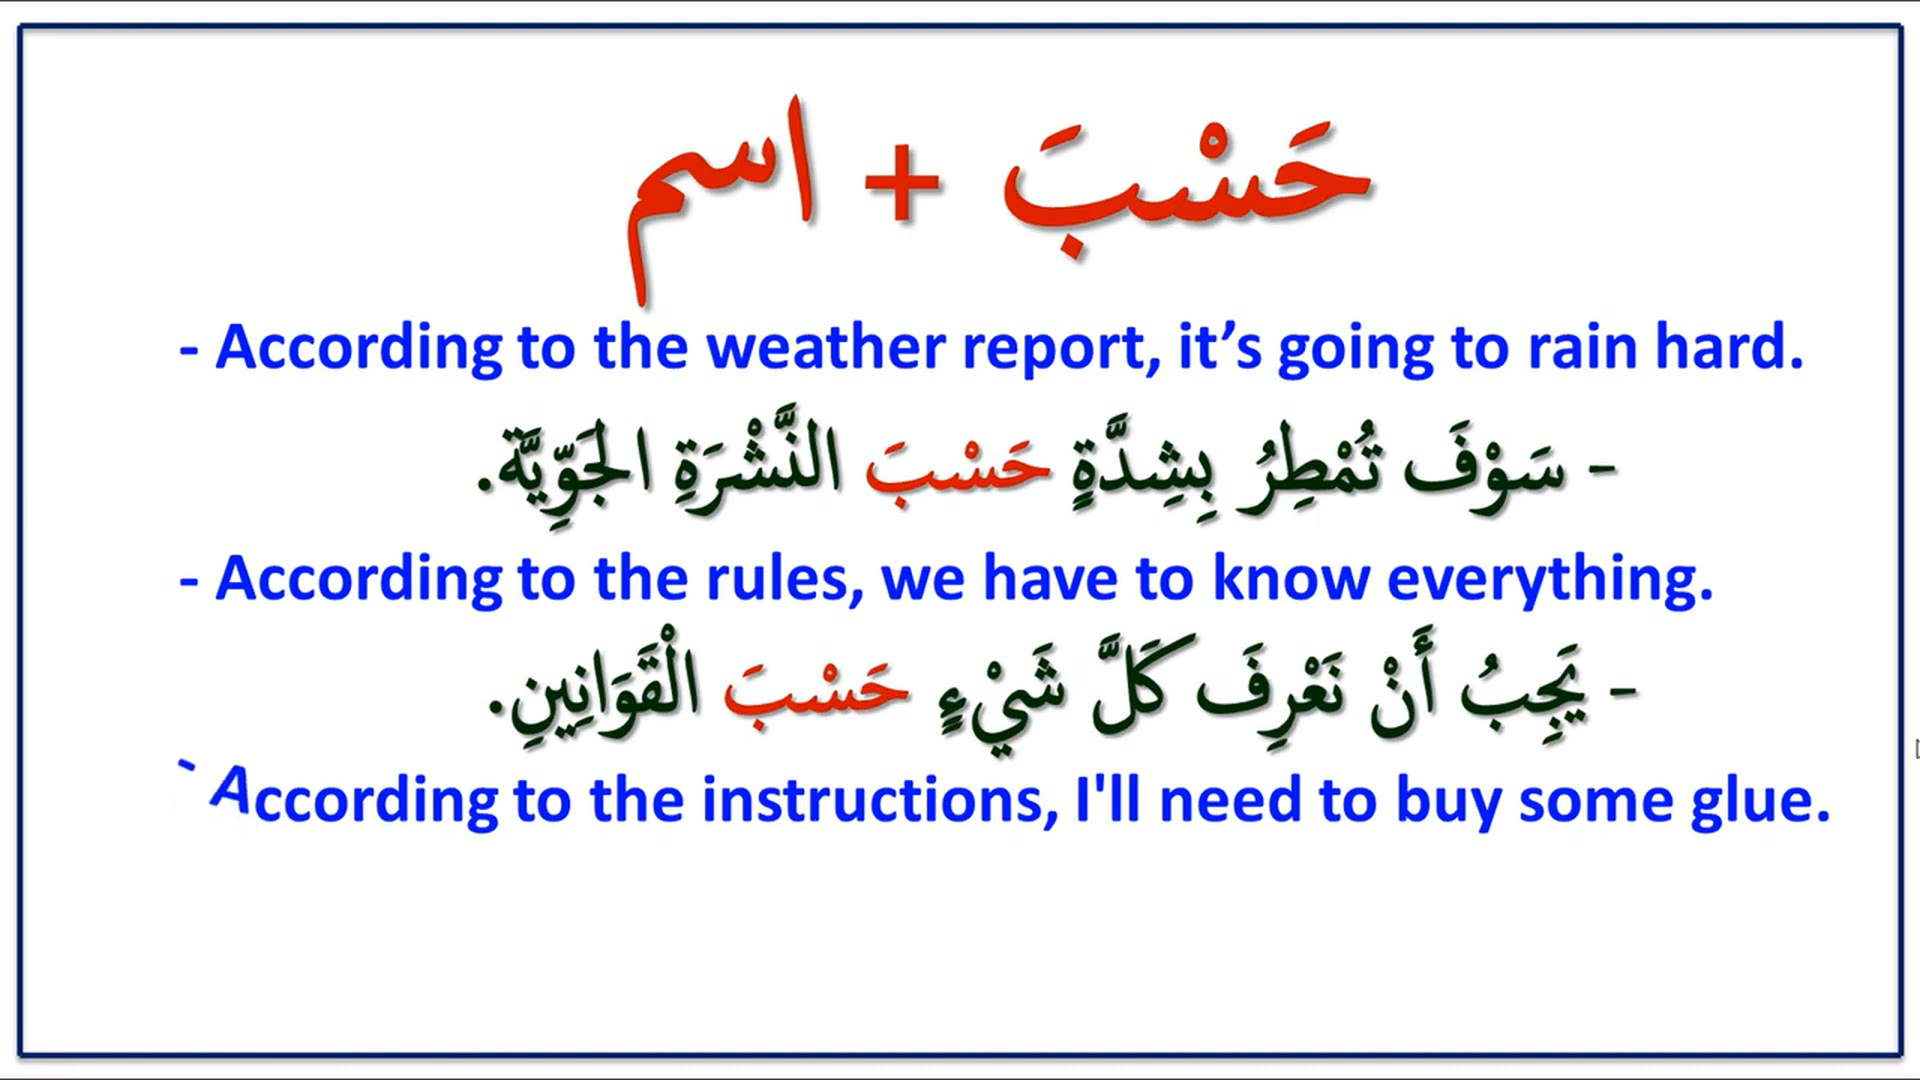 حَسْبَ + اسم
- According to the weather report, it’s going to rain hard.
- سَوْفَ تُمْطِرُ بِشِدَّةٍ حَسْبَ النَّشْرَةِ الجَوِّيَّة.
- According to the rules, we have to know everything.
- يَجِبُ أَنْ نَعْرِفَ كَلَّ شَيْءٍ حَسْبَ الْقَوَانِينِ.
- According to the instructions, I'll need to buy some glue.